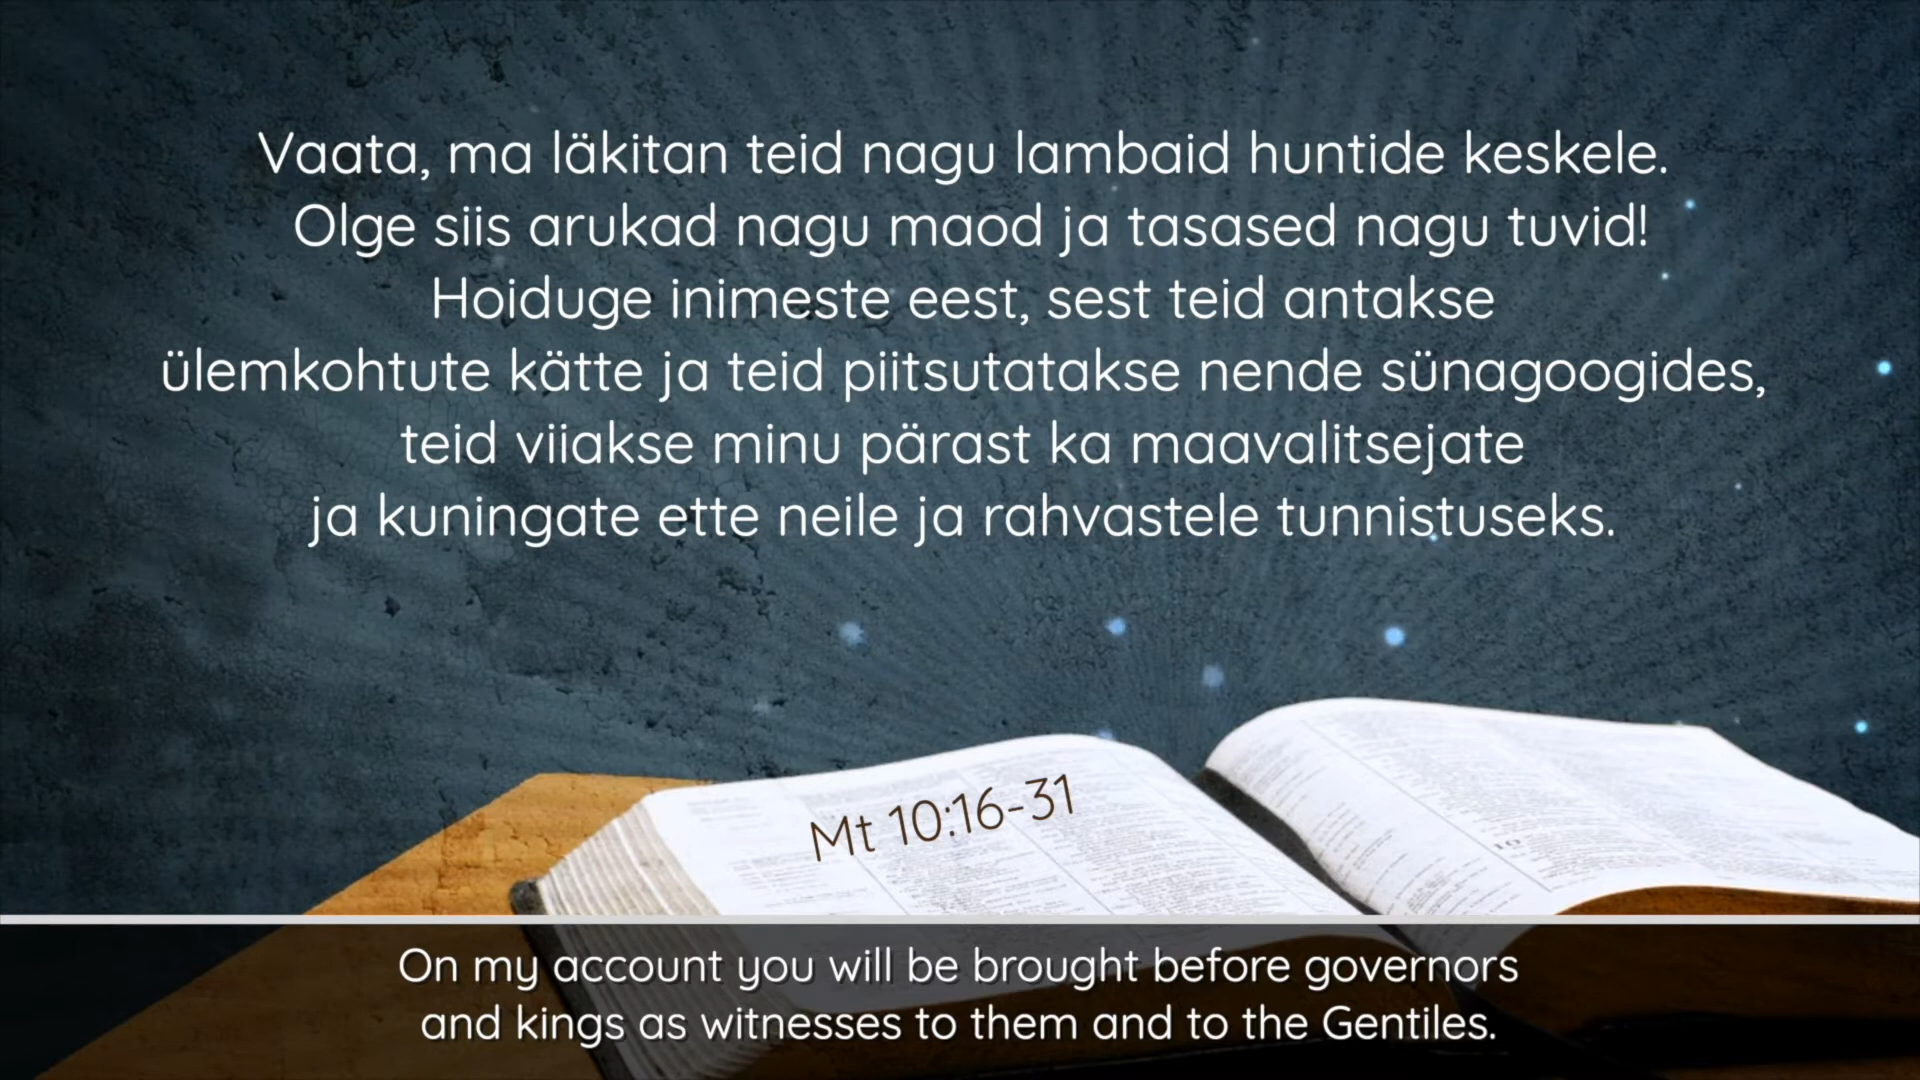 Vaata, ma läkitan teid nagu lambaid huntide keskele.
Olge siis arukad nagu maod ja tasased nagu tuvid!
Hoiduge inimeste eest, sest teid antakse
ülemkohtute kätte ja teid piitsutatakse nende sünagoogides,
teid viiakse minu pärast ka maavalitsejate
ja kuningate ette neile ja rahvastele tunnistuseks.
Mt 10:16-31
On my account you will be brought before governors
and kings as witnesses to them and to the Gentiles.